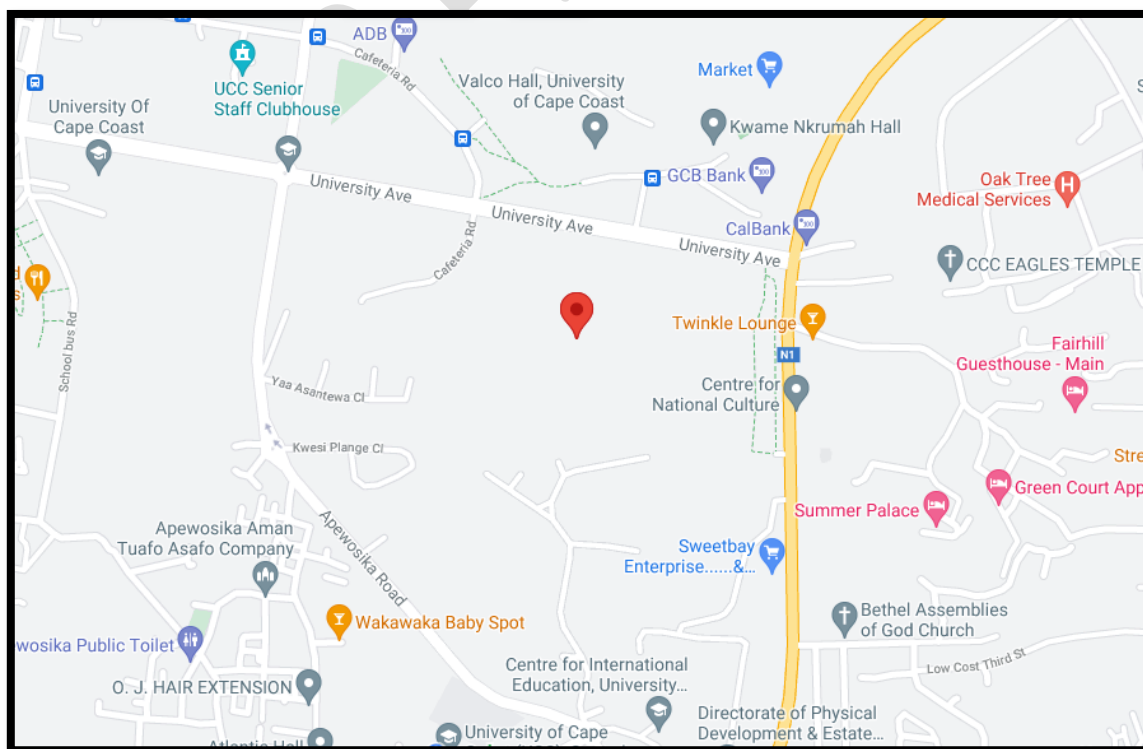 ADB
Cafeteria Rd
UCC Senior
Staff Clubhouse
Valco Hall, University
of Cape Coast
Market
University Of
Cape Coast
Kwame Nkrumah Hall
GCB Bank
Oak Tree
Medical Services
University Ave
University Ave
University Ave
CalBank
Cafeteria Rd
CCC EAGLES TEMPLE
School bus Rd
Twinkle Lounge
N1
Fairhill
Guesthouse - Main
Yaa Asantewa Cl
Centre for
National Culture
Kwesi Plange Cl
Green Court App
Summer Palace
Apewosika Aman
Tuafo Asafo Company
Apewosika Road
Sweetbay
Enterprise......&...
Wakawaka Baby Spot
Bethel Assemblies
of God Church
wosika Public Toilet
Low Cost Third St
Centre for International
Education, University...
O. J. HAIR EXTENSION
Directorate of Physical
Development & Estate...
University of Cape
Atlantic Hall